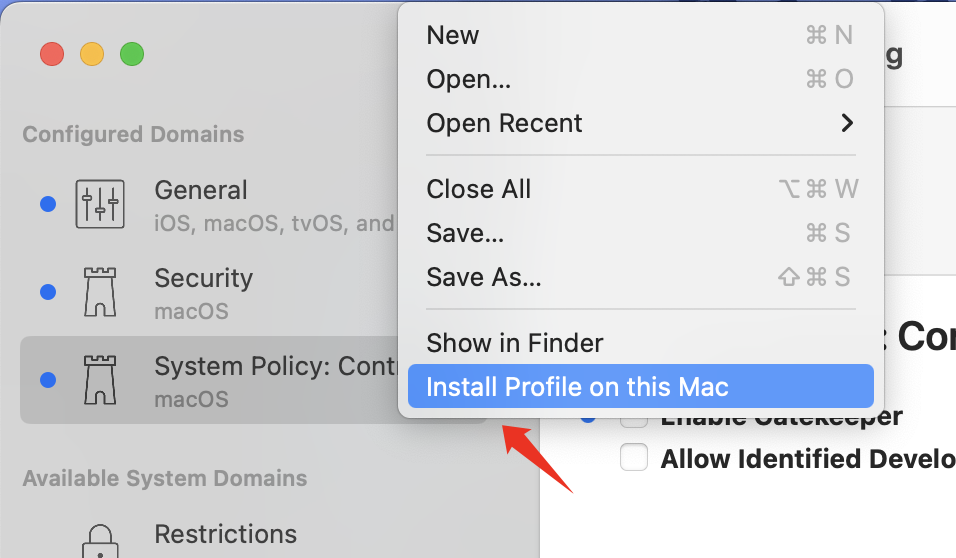 New ⌘ N
Open... ⌘ O
Open Recent
Close All ⌥ ⌘ W
Save... ⌘ S
Save As... ⇧ ⌘ S
Show in Finder
Install Profile on this Mac
Configured Domains
General
iOS, macOS, tvOS, and
Security
macOS
System Policy: Cont
macOS
Available System Domains
Restrictions
g
: Con
Enable Gatekeeper
Allow Identified Develo